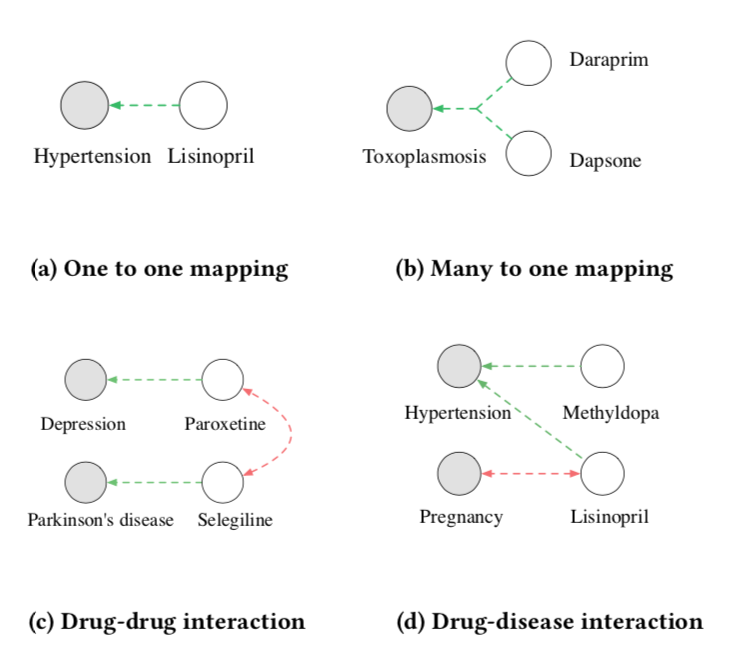 Daraprim
Hypertension Lisinopril
Toxoplasmosis
Dapsone
(a) One to one mapping
(b) Many to one mapping
Depression
Paroxetine
Hypertension
Methyldopa
Parkinson's disease
Selegiline
Pregnancy
Lisinopril
(c) Drug-drug interaction
(d) Drug-disease interaction